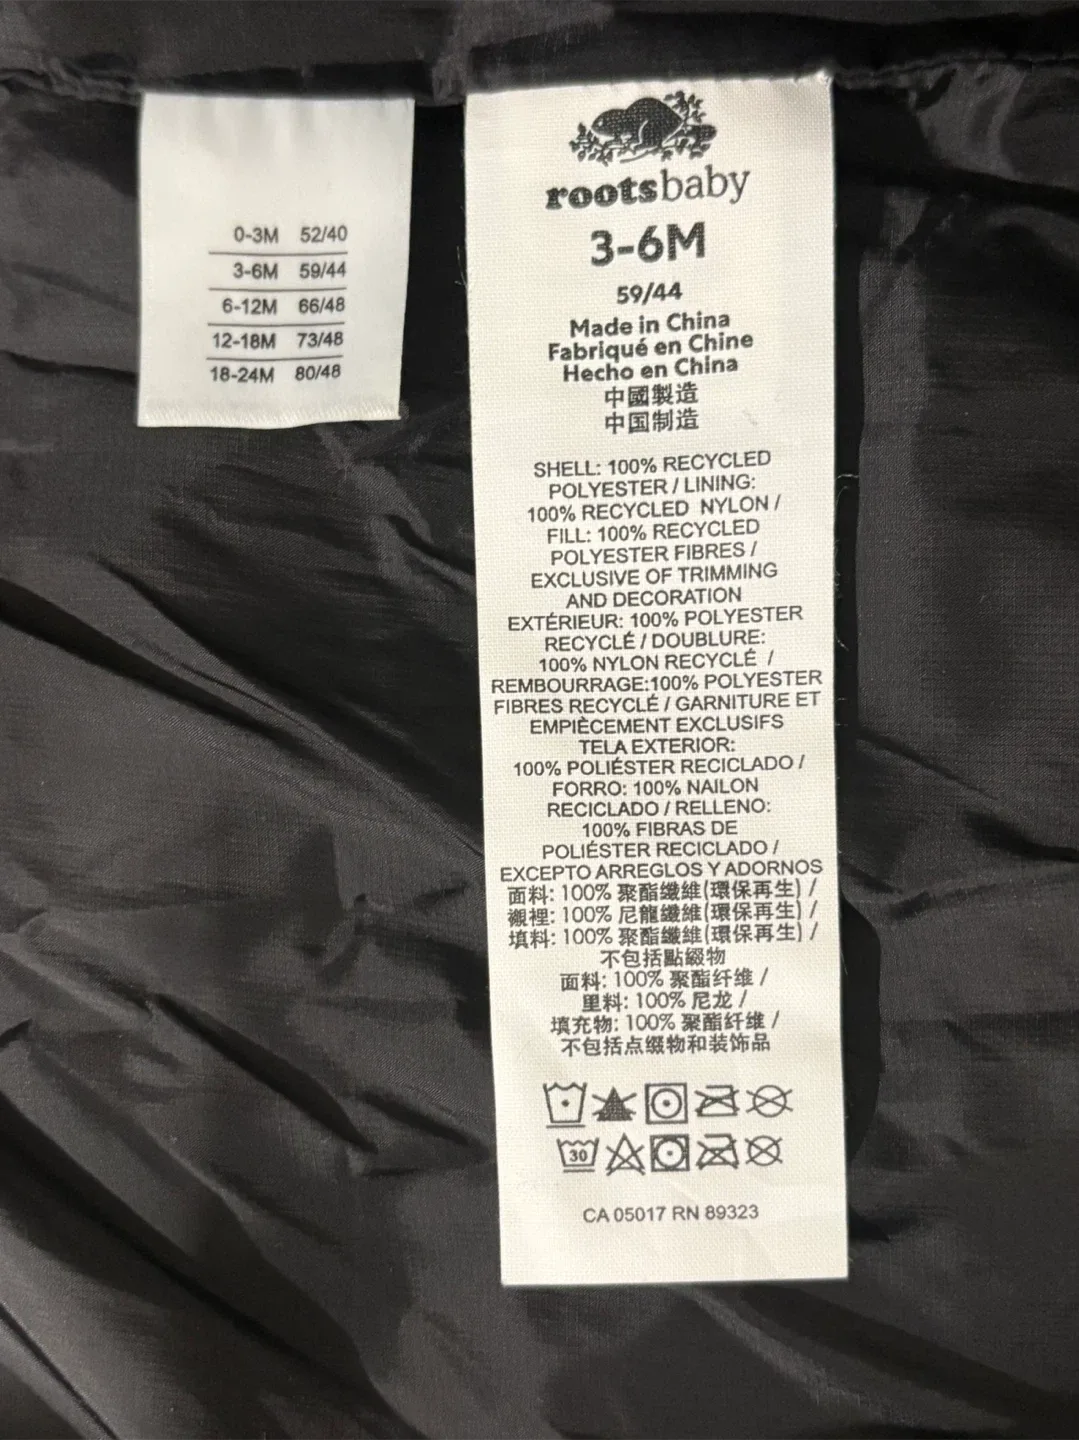 0-3M 52/40
3-6M 59/44
6-12M 66/48
12-18M 73/48
18-24M 80/48
rootsbaby
3-6M
59/44
Made in China
Fabriqué en Chine
Hecho en China
中國製造
中国制造
SHELL: 100% RECYCLED
POLYESTER / LINING:
100% RECYCLED NYLON /
FILL: 100% RECYCLED
POLYESTER FIBRES /
EXCLUSIVE OF TRIMMING
AND DECORATION
EXTÉRIEUR: 100% POLYESTER
RECYCLÉ / DOUBLURE:
100% NYLON RECYCLÉ /
REMBOURRAGE:100% POLYESTER
FIBRES RECYCLÉ / GARNITURE ET
EMPIÈCEMENT EXCLUSIFS
TELA EXTERIOR:
100% POLIÉSTER RECICLADO /
FORRO: 100% NAILON
RECICLADO / RELLENO:
100% FIBRAS DE
POLIÉSTER RECICLADO /
EXCEPTO ARREGLOS Y ADORNOS
面料: 100% 聚酯纖維(環保再生) /
襯裡: 100% 尼龍纖維(環保再生) /
填料: 100% 聚酯纖維(環保再生) /
不包括點綴物
面料: 100% 聚酯纤维 /
里料: 100% 尼龙 /
填充物: 100% 聚酯纤维 /
不包括点缀物和装饰品
30
CA 05017 RN 89323